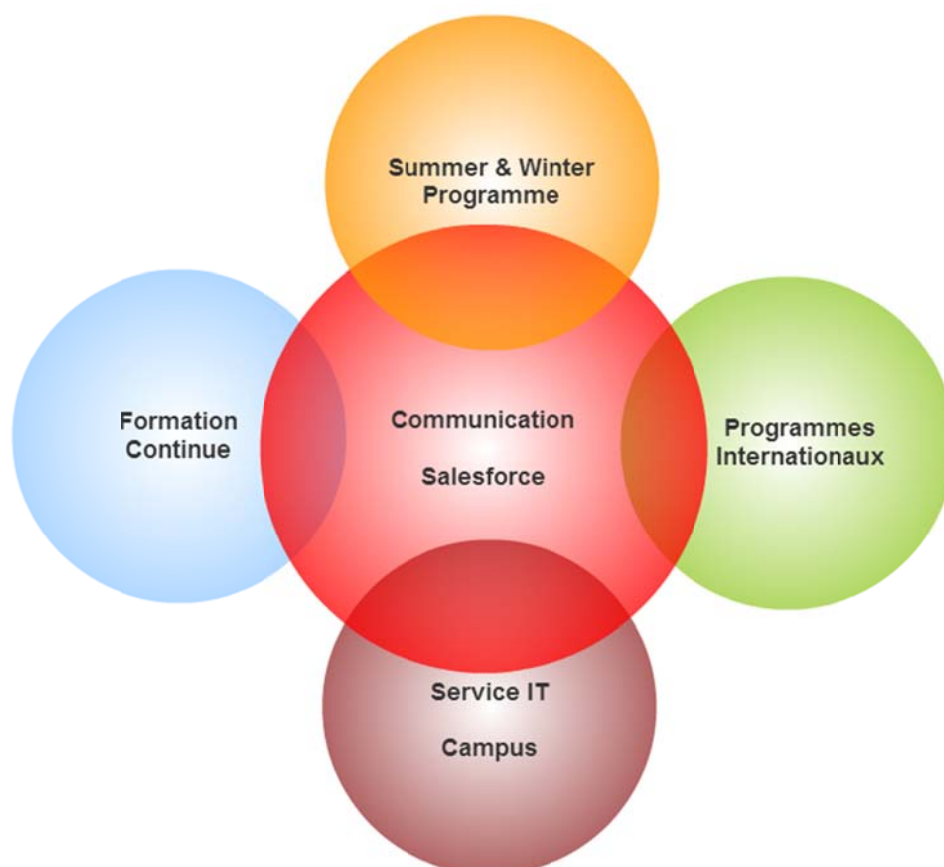 Summer & Winter
Programme
Formation
Continue
Communication
Salesforce
Programmes
Internationaux
Service IT
Campus